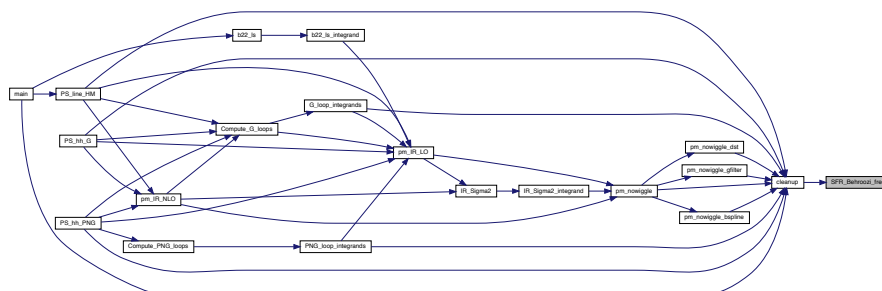 b22_ls
b22_ls_integrand
main
PS_line_HM
G_loop_integrands
Compute_G_loops
PS_hh_G
pm_nowiggle_dst
pm_IR_LO
pm_nowiggle_gfilter
cleanup
SFR_Behroozi_free
IR_Sigma2
IR_Sigma2_integrand
pm_nowiggle
pm_IR_NLO
pm_nowiggle_bspline
PS_hh_PNG
Compute_PNG_loops
PNG_loop_integrands